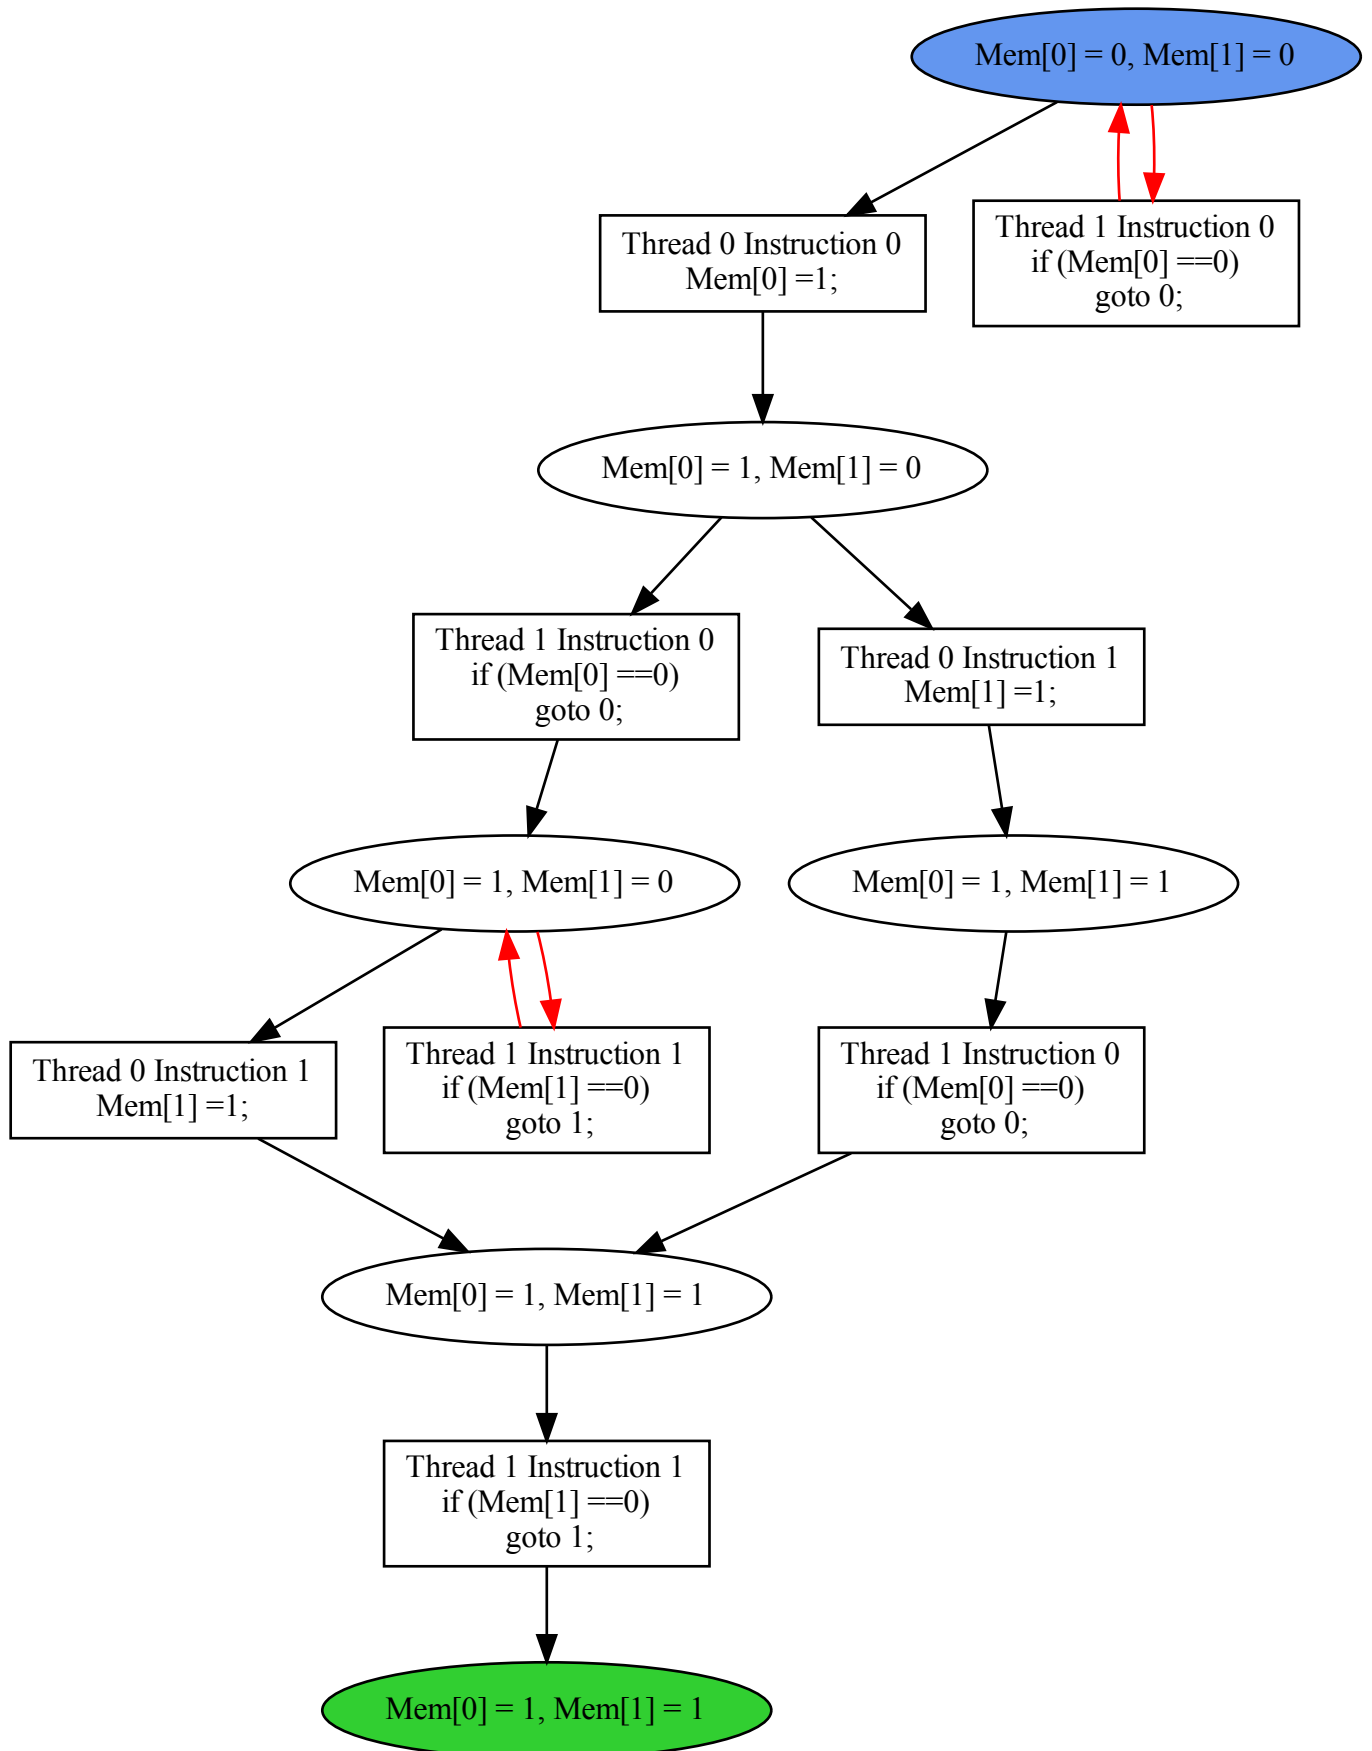 Mem[0] = 0, Mem[1] = 0
Thread 0 Instruction 0
Mem[0] =1;
Thread 1 Instruction 0
if (Mem[0] ==0)
goto 0;
Mem[0] = 1, Mem[1] = 0
Thread 1 Instruction 0
if (Mem[0] ==0)
goto 0;
Thread 0 Instruction 1
Mem[1] =1;
Mem[0] = 1, Mem[1] = 0
Mem[0] = 1, Mem[1] = 1
Thread 0 Instruction 1
Mem[1] =1;
Thread 1 Instruction 1
if (Mem[1] ==0)
goto 1;
Thread 1 Instruction 0
if (Mem[0] ==0)
goto 0;
Mem[0] = 1, Mem[1] = 1
Thread 1 Instruction 1
if (Mem[1] ==0)
goto 1;
Mem[0] = 1, Mem[1] = 1